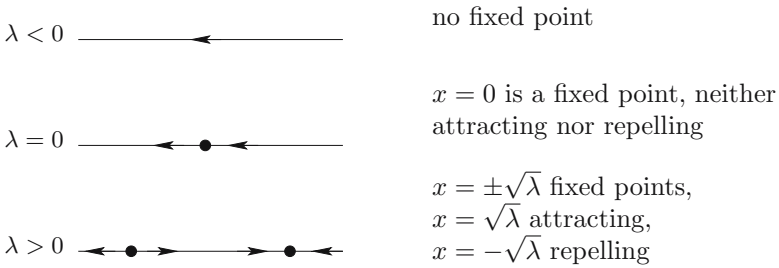 λ < 0
no fixed point
λ = 0
x = 0 is a fixed point, neither
attracting nor repelling
λ > 0
x = ±√λ fixed points,
x = √λ attracting,
x = −√λ repelling